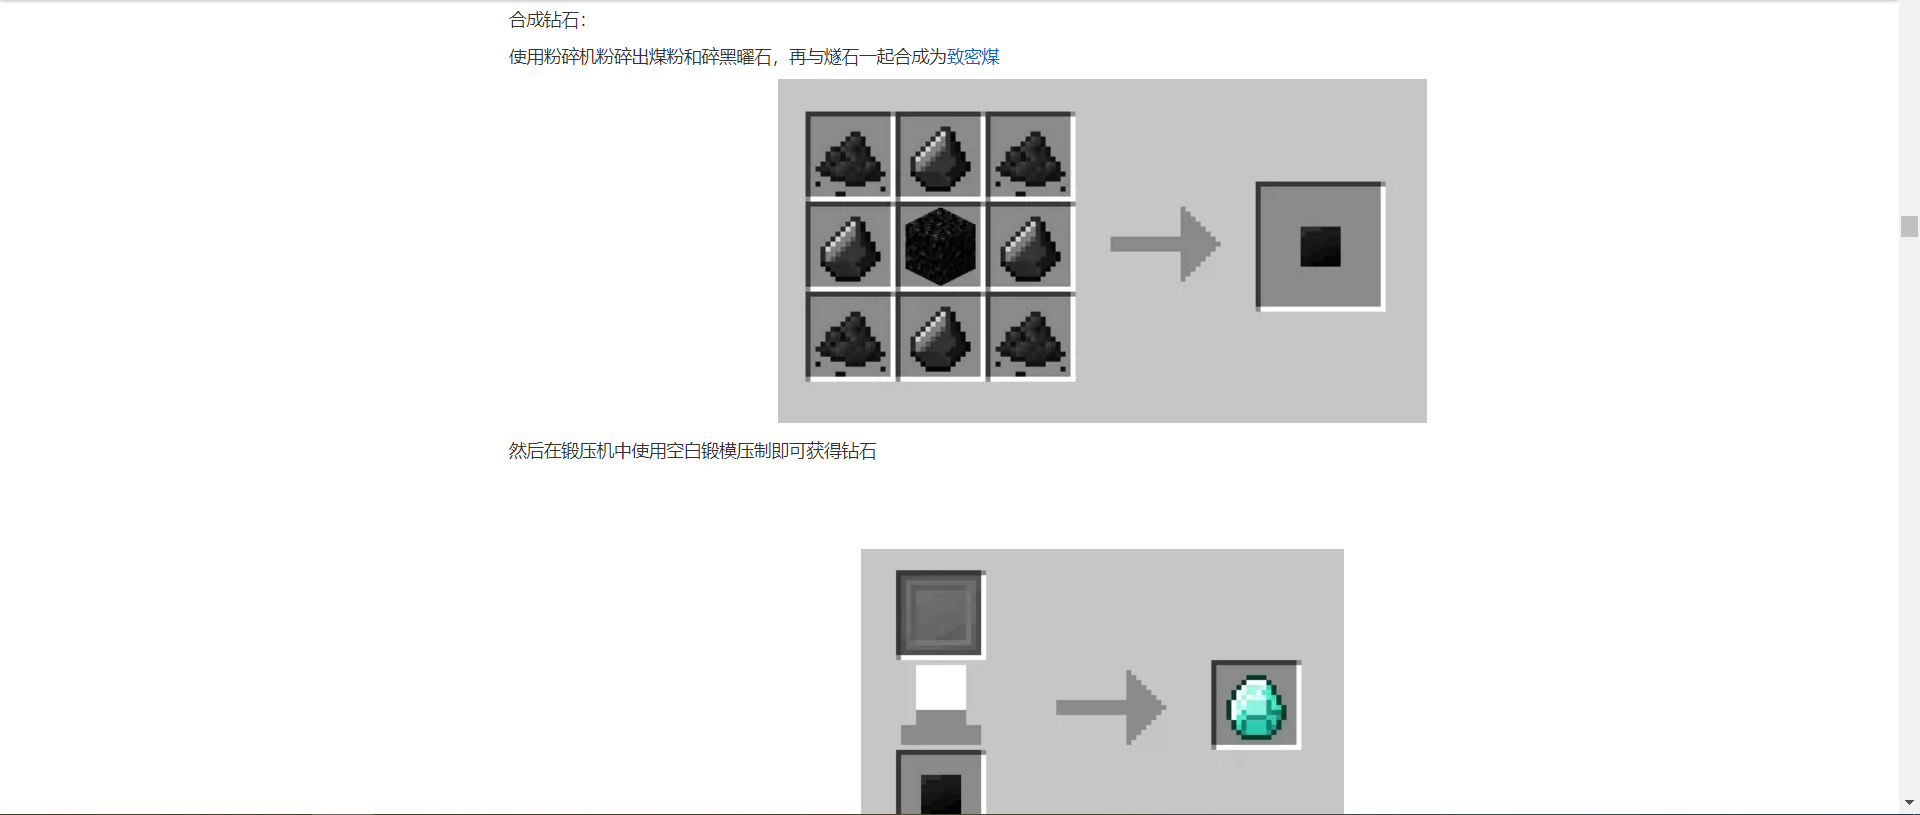 合成钻石：
使用粉碎机粉碎出煤粉和碎黑曜石，再与燧石一起合成为致密煤
然后在锻压机中使用空白锻模压制即可获得钻石